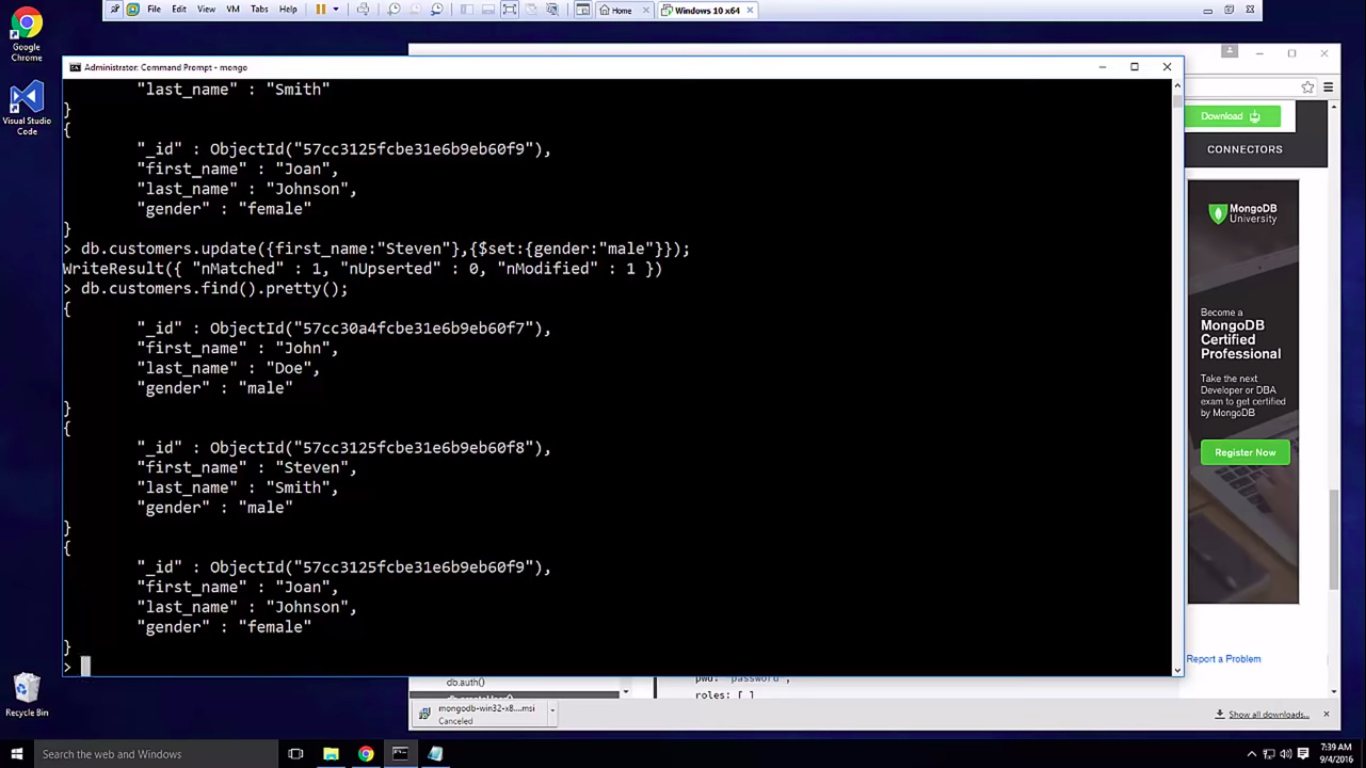 File Edit View VM Tabs Help
Home
Windows 10 x64
Google
Chrome
Visual Studio
Code
Recycle Bin
Administrator: Command Prompt - mongo
"last_name" : "Smith"
}
{
"_id" : ObjectId("57cc3125fcbe31e6b9eb60f9"),
"first_name" : "Joan",
"last_name" : "Johnson",
"gender" : "female"
}
> db.customers.update({first_name:"Steven"},{$set:{gender:"male"}});
WriteResult({ "nMatched" : 1, "nUpserted" : 0, "nModified" : 1 })
> db.customers.find().pretty();
{
"_id" : ObjectId("57cc30a4fcbe31e6b9eb60f7"),
"first_name" : "John",
"last_name" : "Doe",
"gender" : "male"
}
{
"_id" : ObjectId("57cc3125fcbe31e6b9eb60f8"),
"first_name" : "Steven",
"last_name" : "Smith",
"gender" : "male"
}
{
"_id" : ObjectId("57cc3125fcbe31e6b9eb60f9"),
"first_name" : "Joan",
"last_name" : "Johnson",
"gender" : "female"
}
>
Download
CONNECTORS
MongoDB
University
Become a
MongoDB
Certified
Professional
Take the next
Developer or DBA
exam to get certified
by MongoDB
Register Now
Report a Problem
db.auth()
pwd: "password",
roles: [ ]
mongodb-win32-x8....msi
Canceled
Show all downloads...
Search the web and Windows
7:39 AM
9/4/2016